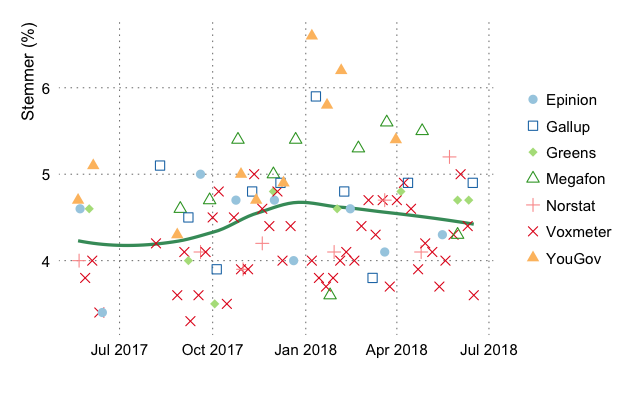 Stemmer (%)
6
5
4
Jul 2017
Oct 2017
Jan 2018
Apr 2018
Jul 2018
Epinion
Gallup
Greens
Megafon
Norstat
Voxmeter
YouGov